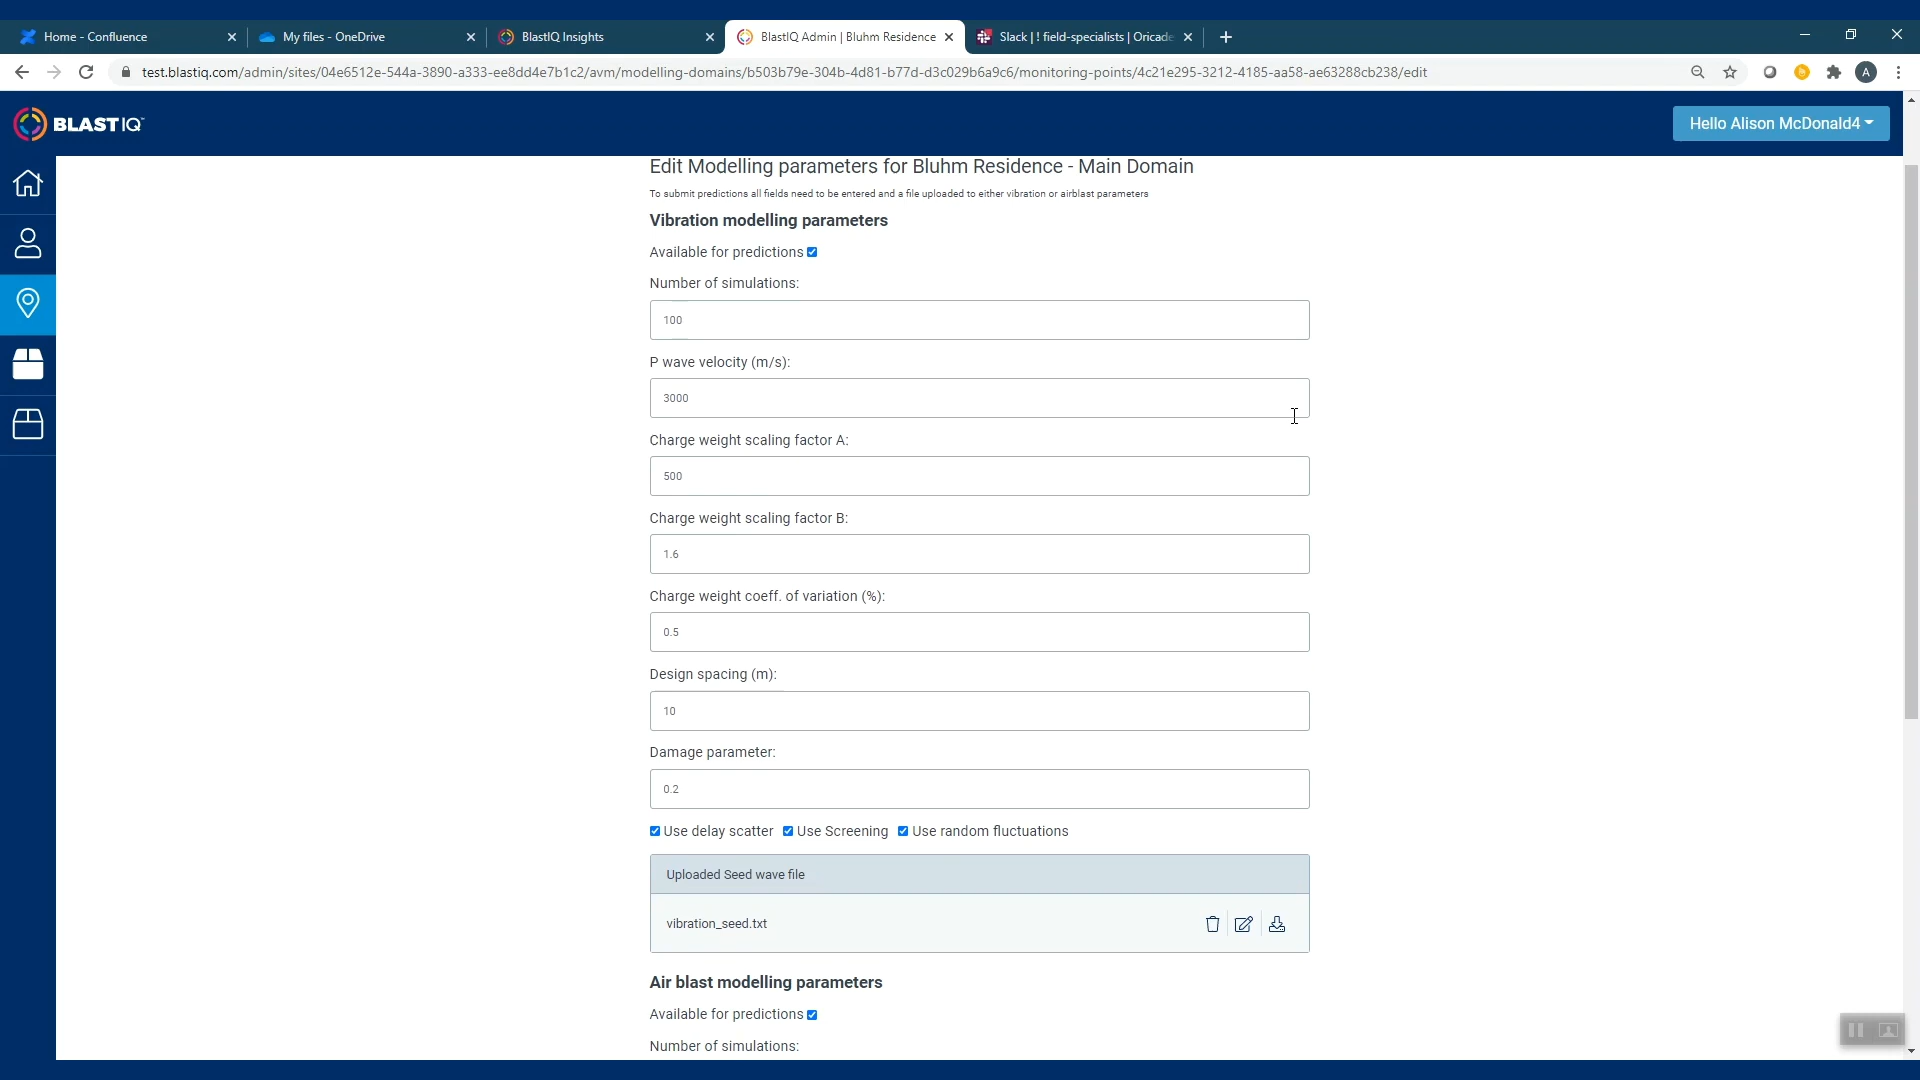 Home - Confluence
My files - OneDrive
BlastIQ Insights
BlastIQ Admin | Bluhm Residence
Slack | ! field-specialists | Oricade
test.blastiq.com/admin/sites/04e6512e-544a-3890-a333-ee8dd4e7b1c2/avm/modelling-domains/b503b79e-304b-4d81-b77d-d3c029b6a9c6/monitoring-points/4c21e295-3212-4185-aa58-ae63288cb238/edit
A
BLASTIQ™
Hello Alison McDonald4
Edit Modelling parameters for Bluhm Residence - Main Domain
To submit predictions all fields need to be entered and a file uploaded to either vibration or airblast parameters
Vibration modelling parameters
Available for predictions
Number of simulations:
100
P wave velocity (m/s):
3000
Charge weight scaling factor A:
500
Charge weight scaling factor B:
1.6
Charge weight coeff. of variation (%):
0.5
Design spacing (m):
10
Damage parameter:
0.2
Use delay scatter Use Screening Use random fluctuations
Uploaded Seed wave file
vibration_seed.txt
Air blast modelling parameters
Available for predictions
Number of simulations: